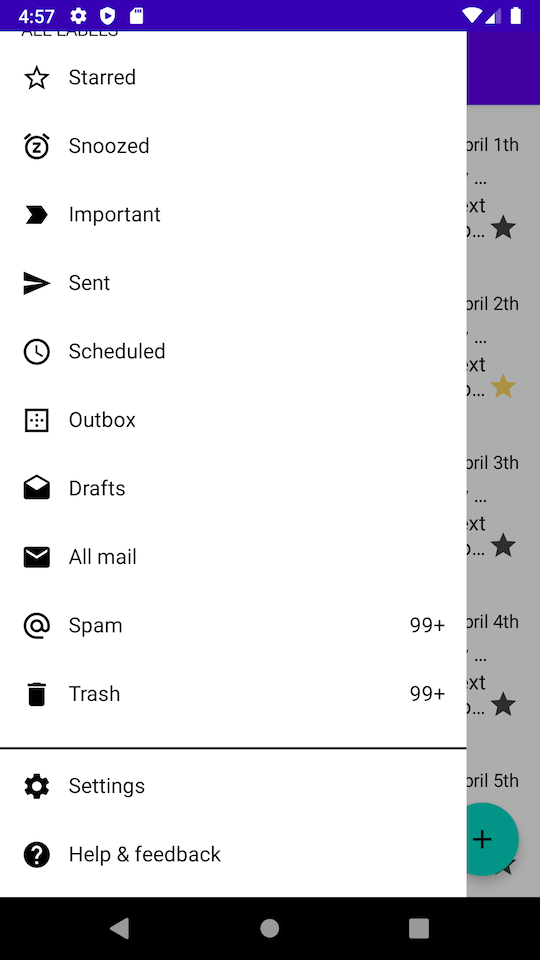 4:57
ALL LABELS
Starred
Snoozed
Important
Sent
Scheduled
Outbox
Drafts
All mail
Spam 99+
Trash 99+
Settings
Help & feedback
pril 1th
...
ext
...
pril 2th
...
ext
...
pril 3th
...
ext
...
pril 4th
...
ext
...
pril 5th
+